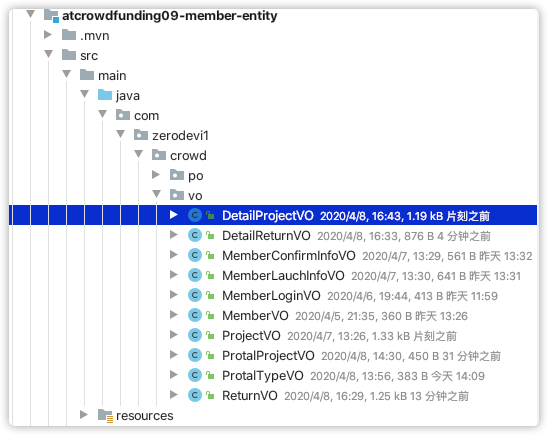 atcrowdfunding09-member-entity
.mvn
src
main
java
com
zerodevi1
crowd
po
vo
DetailProjectVO 2020/4/8, 16:43, 1.19 kB 片刻之前
DetailReturnVO 2020/4/8, 16:33, 876 B 4 分钟之前
MemberConfirmInfoVO 2020/4/7, 13:29, 561 B 昨天 13:32
MemberLauchInfoVO 2020/4/7, 13:30, 641 B 昨天 13:31
MemberLoginVO 2020/4/6, 19:44, 413 B 昨天 11:59
MemberVO 2020/4/5, 21:35, 360 B 昨天 13:26
ProjectVO 2020/4/7, 13:26, 1.33 kB 片刻之前
ProtalProjectVO 2020/4/8, 14:30, 450 B 31 分钟之前
ProtalTypeVO 2020/4/8, 13:56, 383 B 今天 14:09
ReturnVO 2020/4/8, 16:29, 1.25 kB 13 分钟之前
resources